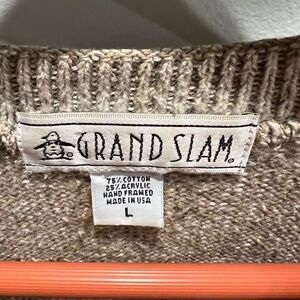 GRAND SLAM®
75% COTTON
25% ACRYLIC
HAND FRAMED
MADE IN USA
L